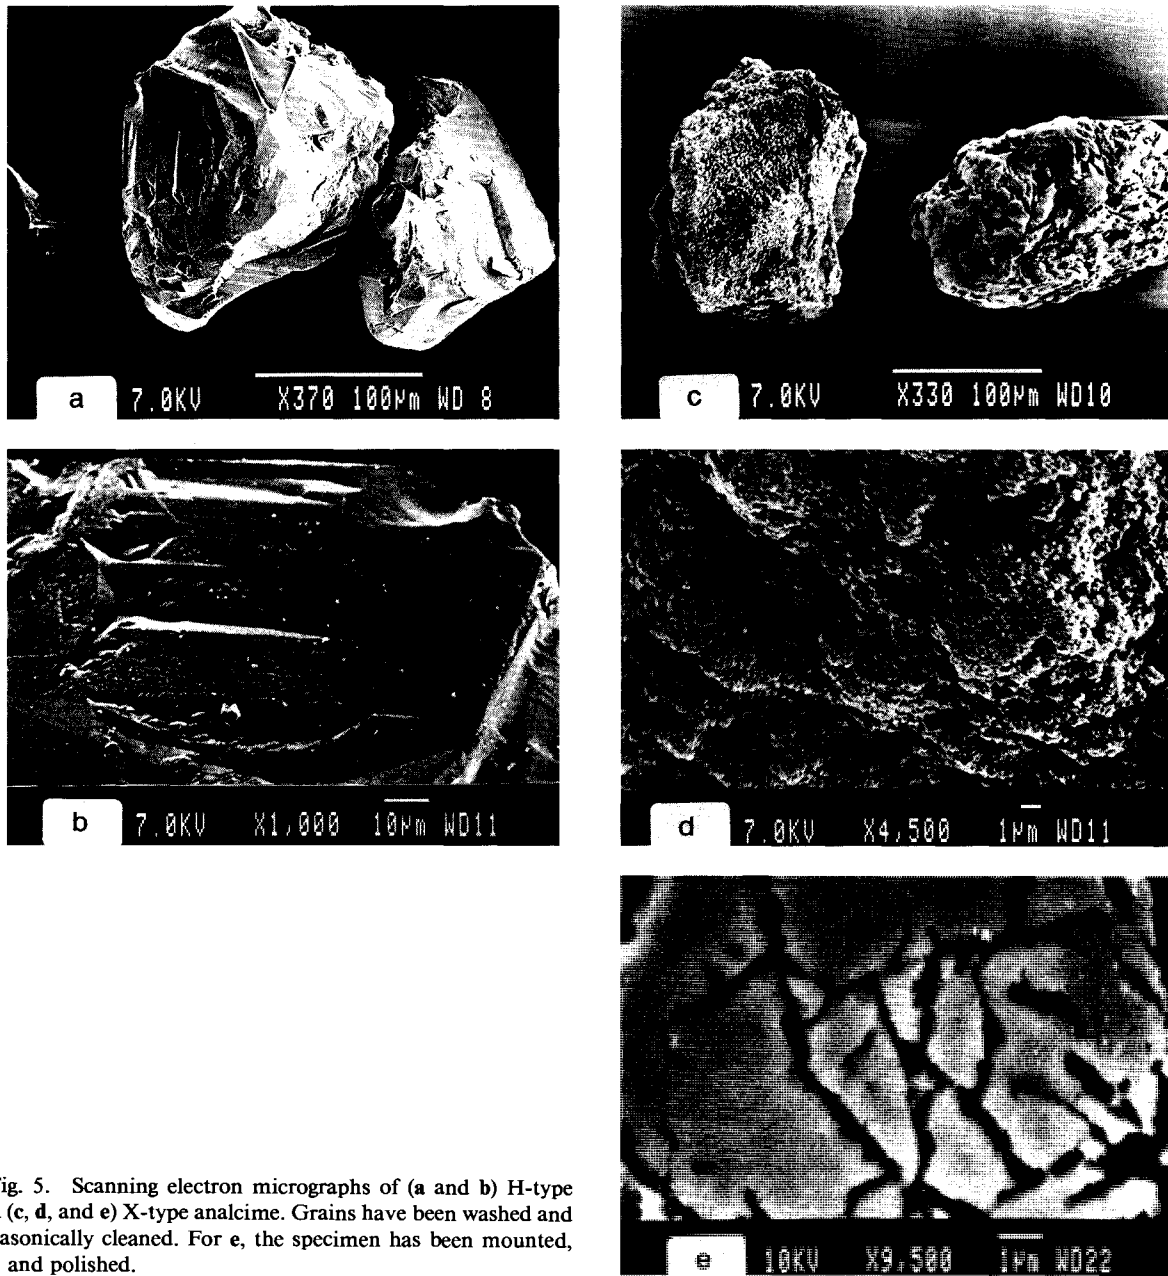 a 7.0KV X370 100µm WD 8
c 7.0KV X330 100µm WD10
b 7.0KV X1,000 10µm WD11
d 7.0KV X4,500 1µm WD11
e 10KV X9,500 1µm WD22
ig. 5. Scanning electron micrographs of (a and b) H-type
(c, d, and e) X-type analcime. Grains have been washed and
asonically cleaned. For e, the specimen has been mounted,
and polished.